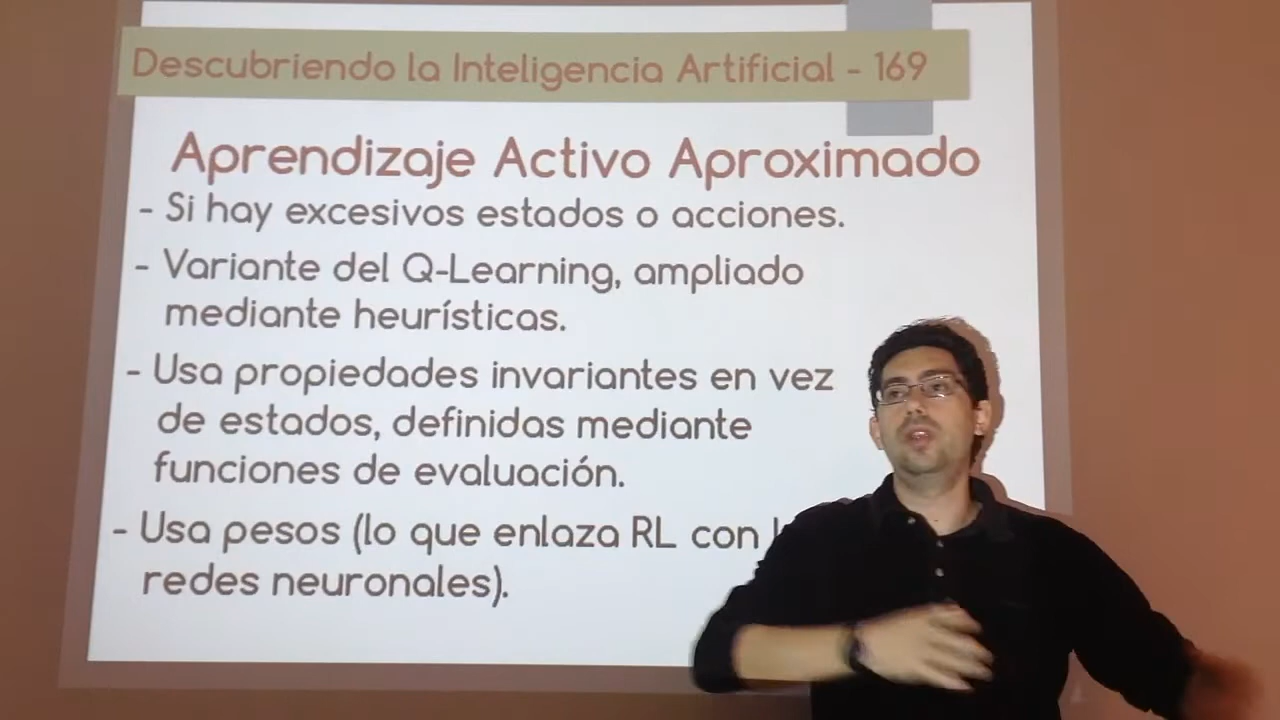 Descubriendo la Inteligencia Artificial - 169
Aprendizaje Activo Aproximado
- Si hay excesivos estados o acciones.
- Variante del Q-Learning, ampliado
mediante heurísticas.
- Usa propiedades invariantes en vez
de estados, definidas mediante
funciones de evaluación.
- Usa pesos (lo que enlaza RL con
redes neuronales).